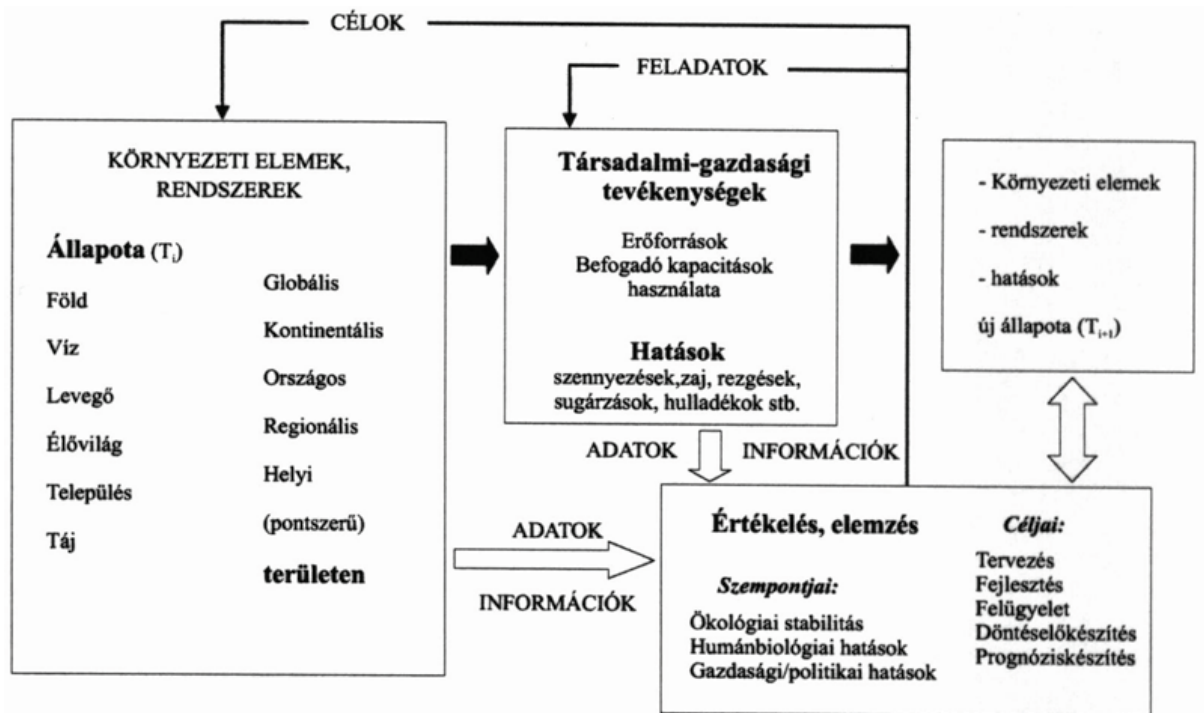 CÉLOK
FELADATOK
KÖRNYEZETI ELEMEK,
RENDSZEREK
Állapota (Ti)
Föld
Víz
Levegő
Élővilág
Település
Táj
Globális
Kontinentális
Országos
Regionális
Helyi
(pontszerű)
területen
Társadalmi-gazdasági
tevékenységek
Erőforrások
Befogadó kapacitások
használata
Hatások
szennyezések,zaj, rezgések,
sugárzások, hulladékok stb.
- Környezeti elemek
- rendszerek
- hatások
új állapota (Ti+1)
ADATOK
INFORMÁCIÓK
ADATOK
INFORMÁCIÓK
Értékelés, elemzés
Szempontjai:
Ökológiai stabilitás
Humánbiológiai hatások
Gazdasági/politikai hatások
Céljai:
Tervezés
Fejlesztés
Felügyelet
Döntéselőkészítés
Prognóziskészítés